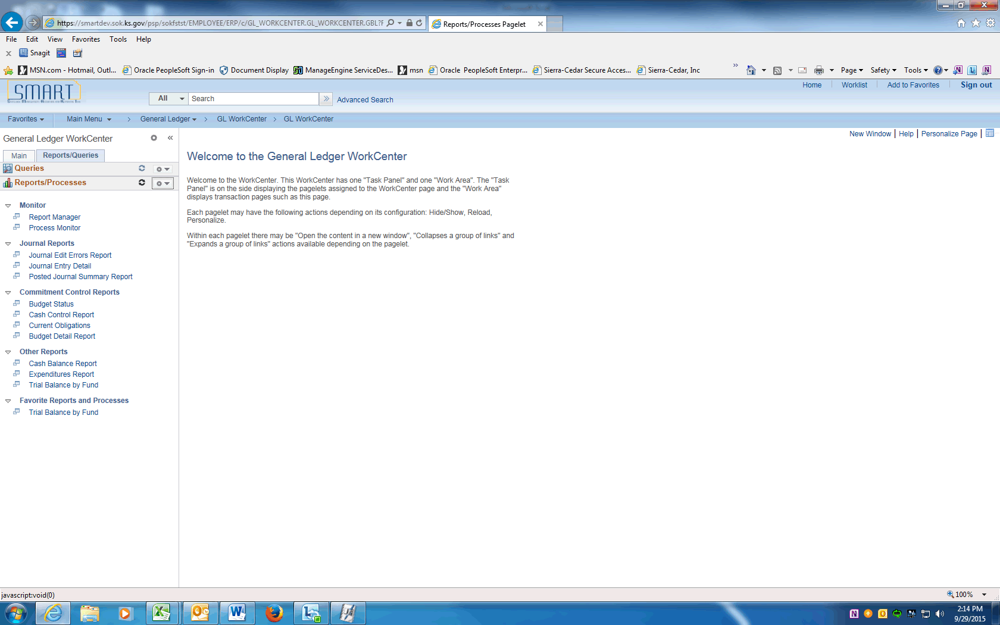 https://smartdev.sok.ks.gov/psp/sokfstst/EMPLOYEE/ERP/c/GL_WORKCENTER.GL_WORKCENTER.GBL?F
Reports/Processes Pagelet
File Edit View Favorites Tools Help
x Snagit
MSN.com - Hotmail, Outl... Oracle PeopleSoft Sign-in Document Display ManageEngine ServiceDes... msn Oracle PeopleSoft Enterpr... Sierra-Cedar Secure Acces... Sierra-Cedar, Inc » Page Safety Tools
SMART
Home Worklist Add to Favorites Sign out
All Search » Advanced Search
Favorites Main Menu > General Ledger > GL WorkCenter > GL WorkCenter
New Window | Help | Personalize Page |
General Ledger WorkCenter «
Main Reports/Queries
Queries
Reports/Processes
Monitor
Report Manager
Process Monitor
Journal Reports
Journal Edit Errors Report
Journal Entry Detail
Posted Journal Summary Report
Commitment Control Reports
Budget Status
Cash Control Report
Current Obligations
Budget Detail Report
Other Reports
Cash Balance Report
Expenditures Report
Trial Balance by Fund
Favorite Reports and Processes
Trial Balance by Fund
Welcome to the General Ledger WorkCenter
Welcome to the WorkCenter. This WorkCenter has one "Task Panel" and one "Work Area". The "Task
Panel" is on the side displaying the pagelets assigned to the WorkCenter page and the "Work Area"
displays transaction pages such as this page.
Each pagelet may have the following actions depending on its configuration: Hide/Show, Reload,
Personalize.
Within each pagelet there may be "Open the content in a new window", "Collapses a group of links" and
"Expands a group of links" actions available depending on the pagelet.
javascript:void(0)
100%
2:14 PM
9/29/2015